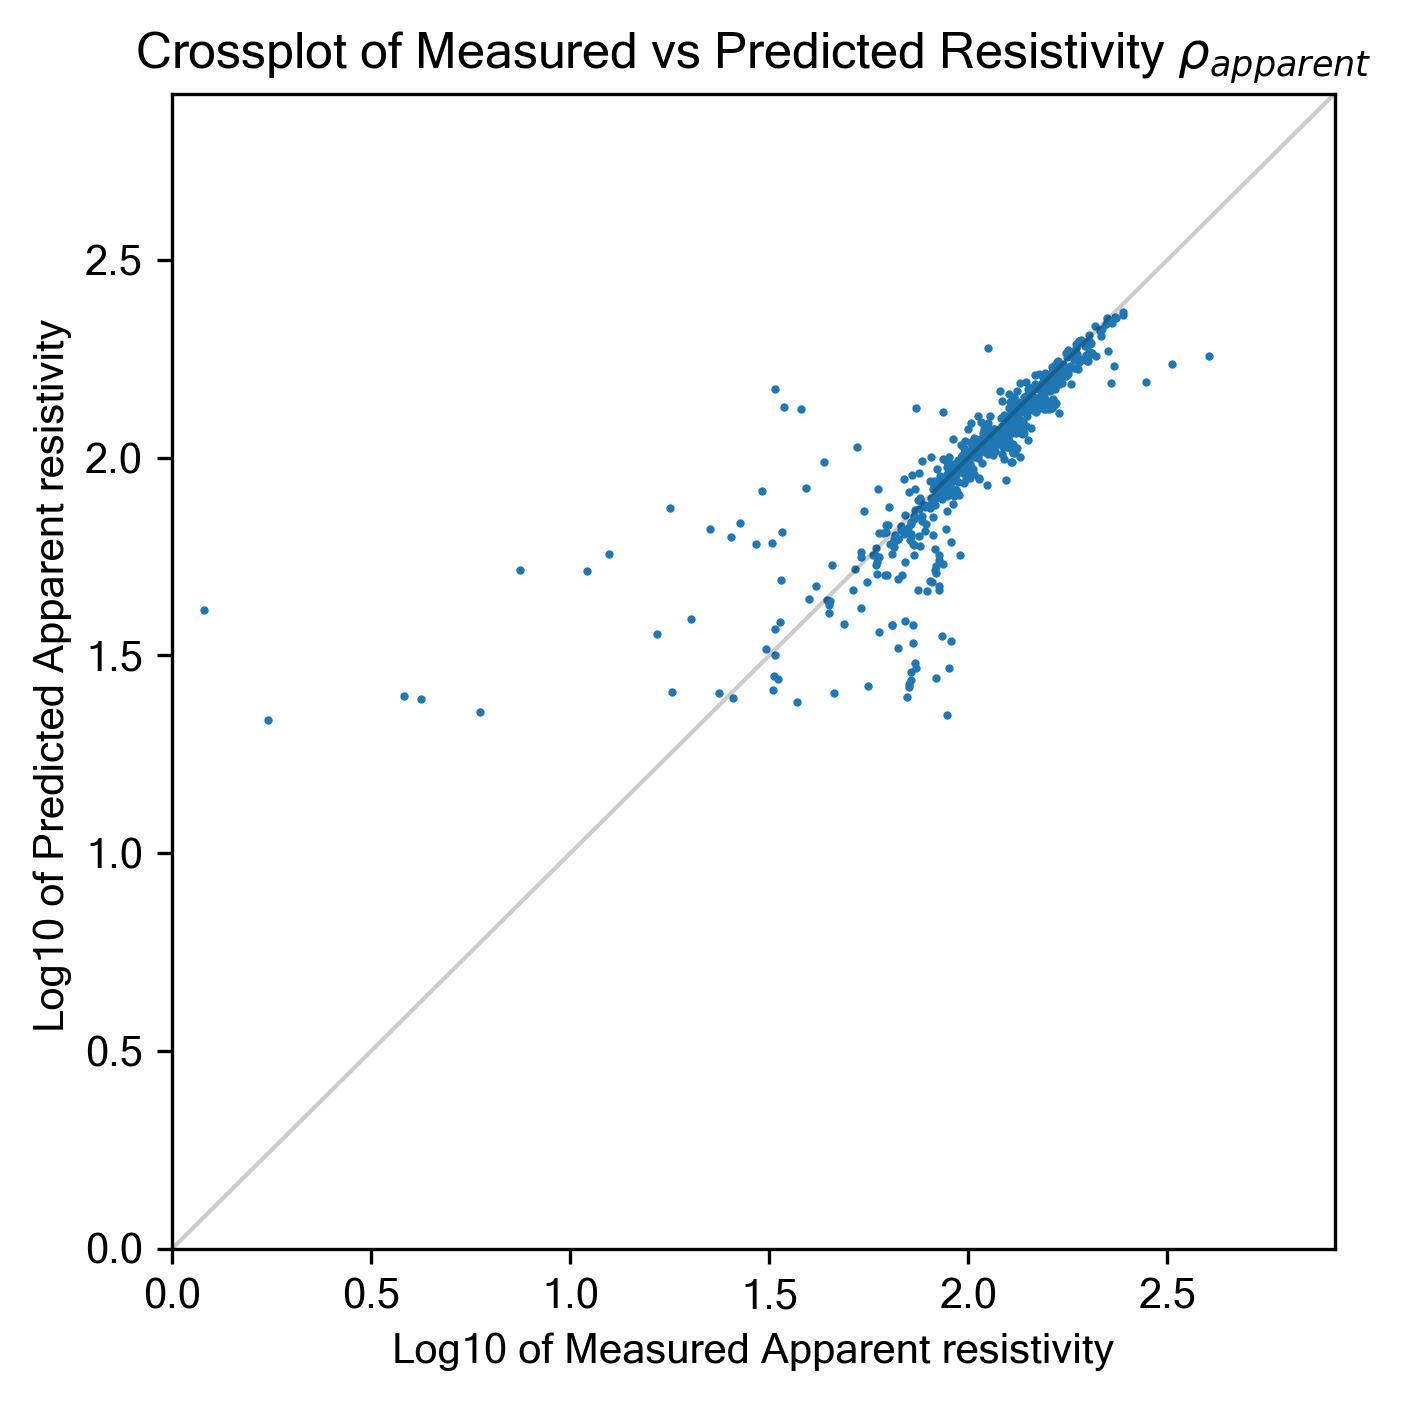 Crossplot of Measured vs Predicted Resistivity ρapparent
2.5
2.0
1.5
1.0
0.5
0.0
Log10 of Predicted Apparent resistivity
0.0 0.5 1.0 1.5 2.0 2.5
Log10 of Measured Apparent resistivity